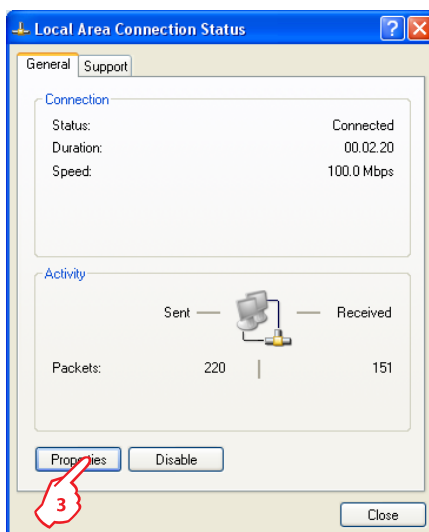 Local Area Connection Status
General Support
Connection
Status: Connected
Duration: 00.02.20
Speed: 100.0 Mbps
Activity
Sent Received
Packets: 220 151
Properties Disable
3
Close